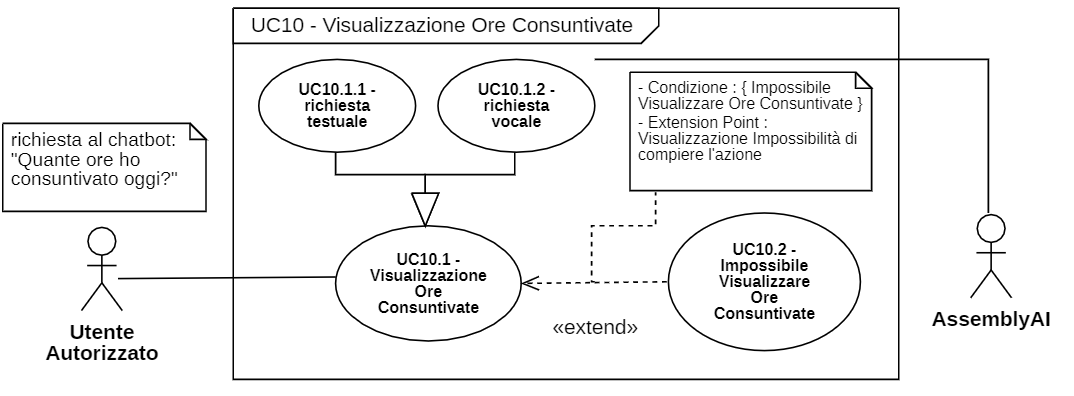 UC10 - Visualizzazione Ore Consuntivate
UC10.1.1 -
richiesta
testuale
UC10.1.2 -
richiesta
vocale
- Condizione : { Impossibile
Visualizzare Ore Consuntivate }
- Extension Point :
Visualizzazione Impossibilità di
compiere l'azione
richiesta al chatbot:
"Quante ore ho
consuntivato oggi?"
UC10.1 -
Visualizzazione
Ore
Consuntivate
UC10.2 -
Impossibile
Visualizzare
Ore
Consuntivate
«extend»
Utente
Autorizzato
AssemblyAI